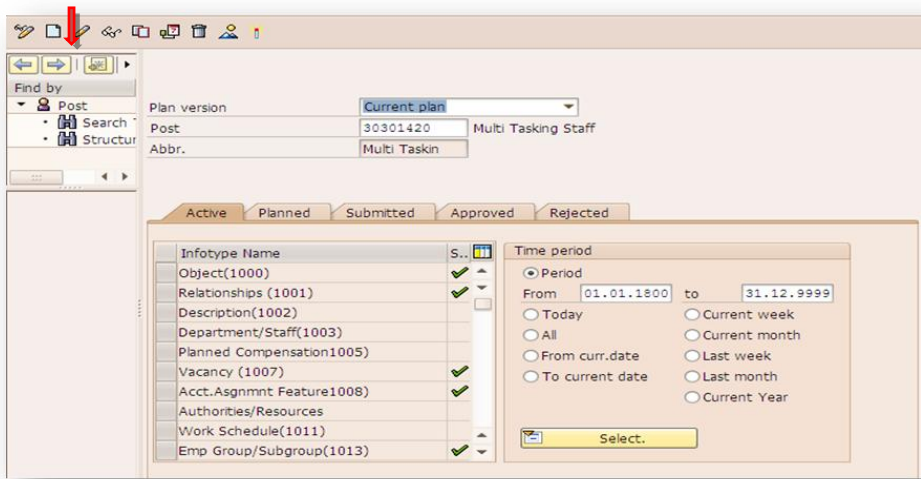 Find by
Post
Search
Structur
Plan version Current plan
Post 30301420 Multi Tasking Staff
Abbr. Multi Taskin
Active Planned Submitted Approved Rejected
Infotype Name S..
Object(1000)
Relationships (1001)
Description(1002)
Department/Staff(1003)
Planned Compensation1005)
Vacancy (1007)
Acct.Asgnmnt Feature1008)
Authorities/Resources
Work Schedule(1011)
Emp Group/Subgroup(1013)
Time period
Period
From 01.01.1800 to 31.12.9999
Today Current week
All Current month
From curr.date Last week
To current date Last month
Current Year
Select.